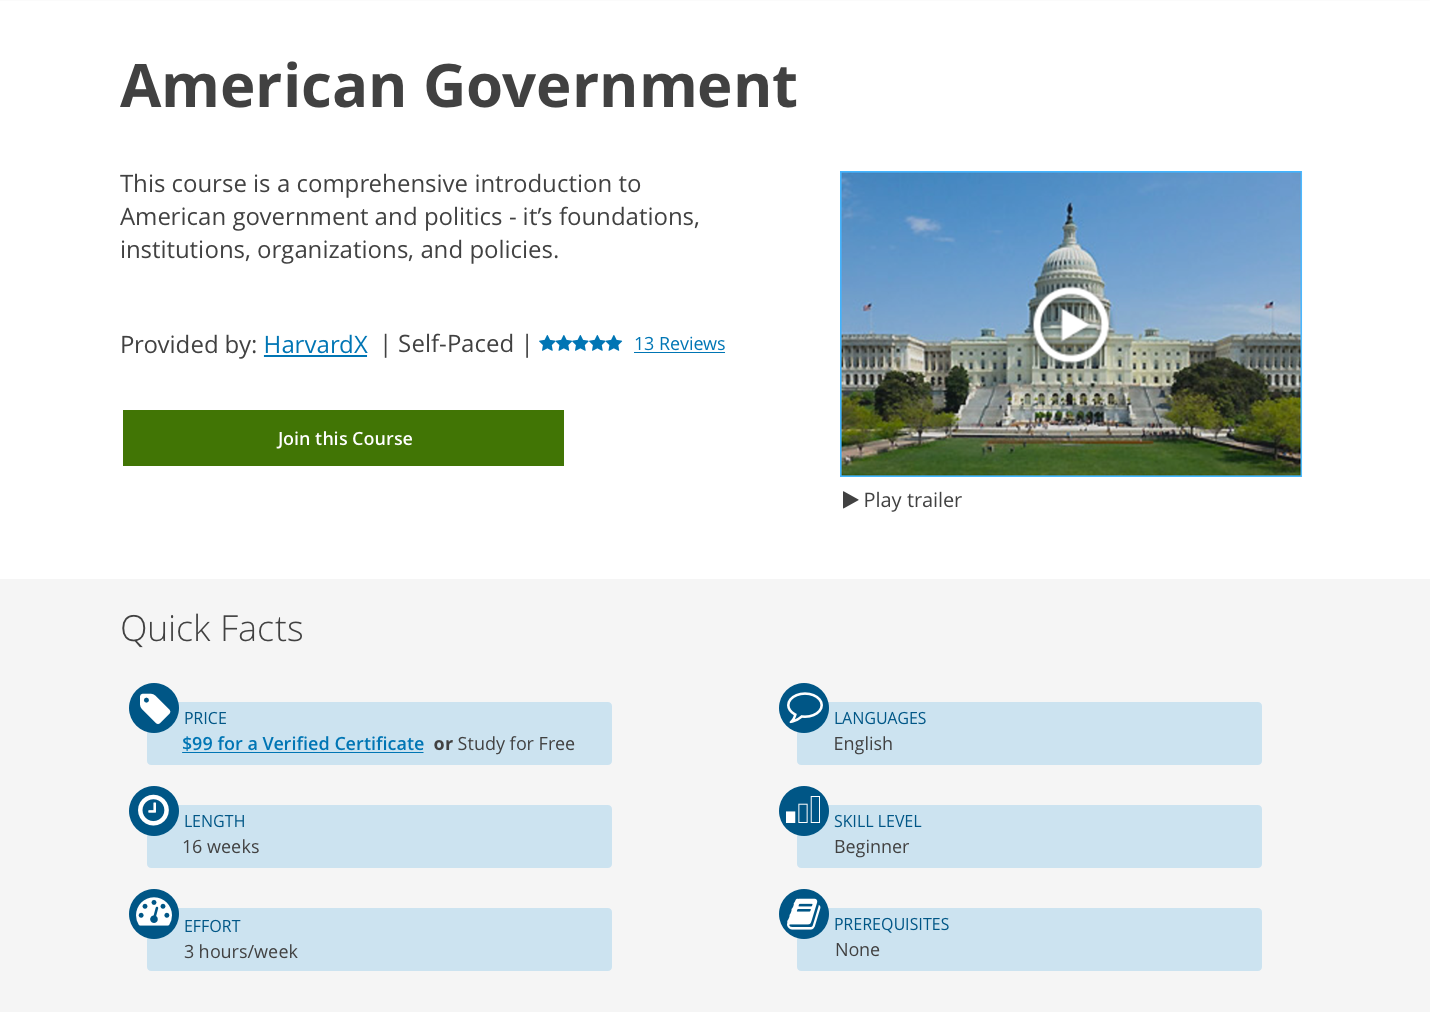 American Government
This course is a comprehensive introduction to
American government and politics - it’s foundations,
institutions, organizations, and policies.
Provided by: HarvardX | Self-Paced | 13 Reviews
Join this Course
Play trailer
Quick Facts
PRICE
$99 for a Verified Certificate or Study for Free
LANGUAGES
English
LENGTH
16 weeks
SKILL LEVEL
Beginner
EFFORT
3 hours/week
PREREQUISITES
None